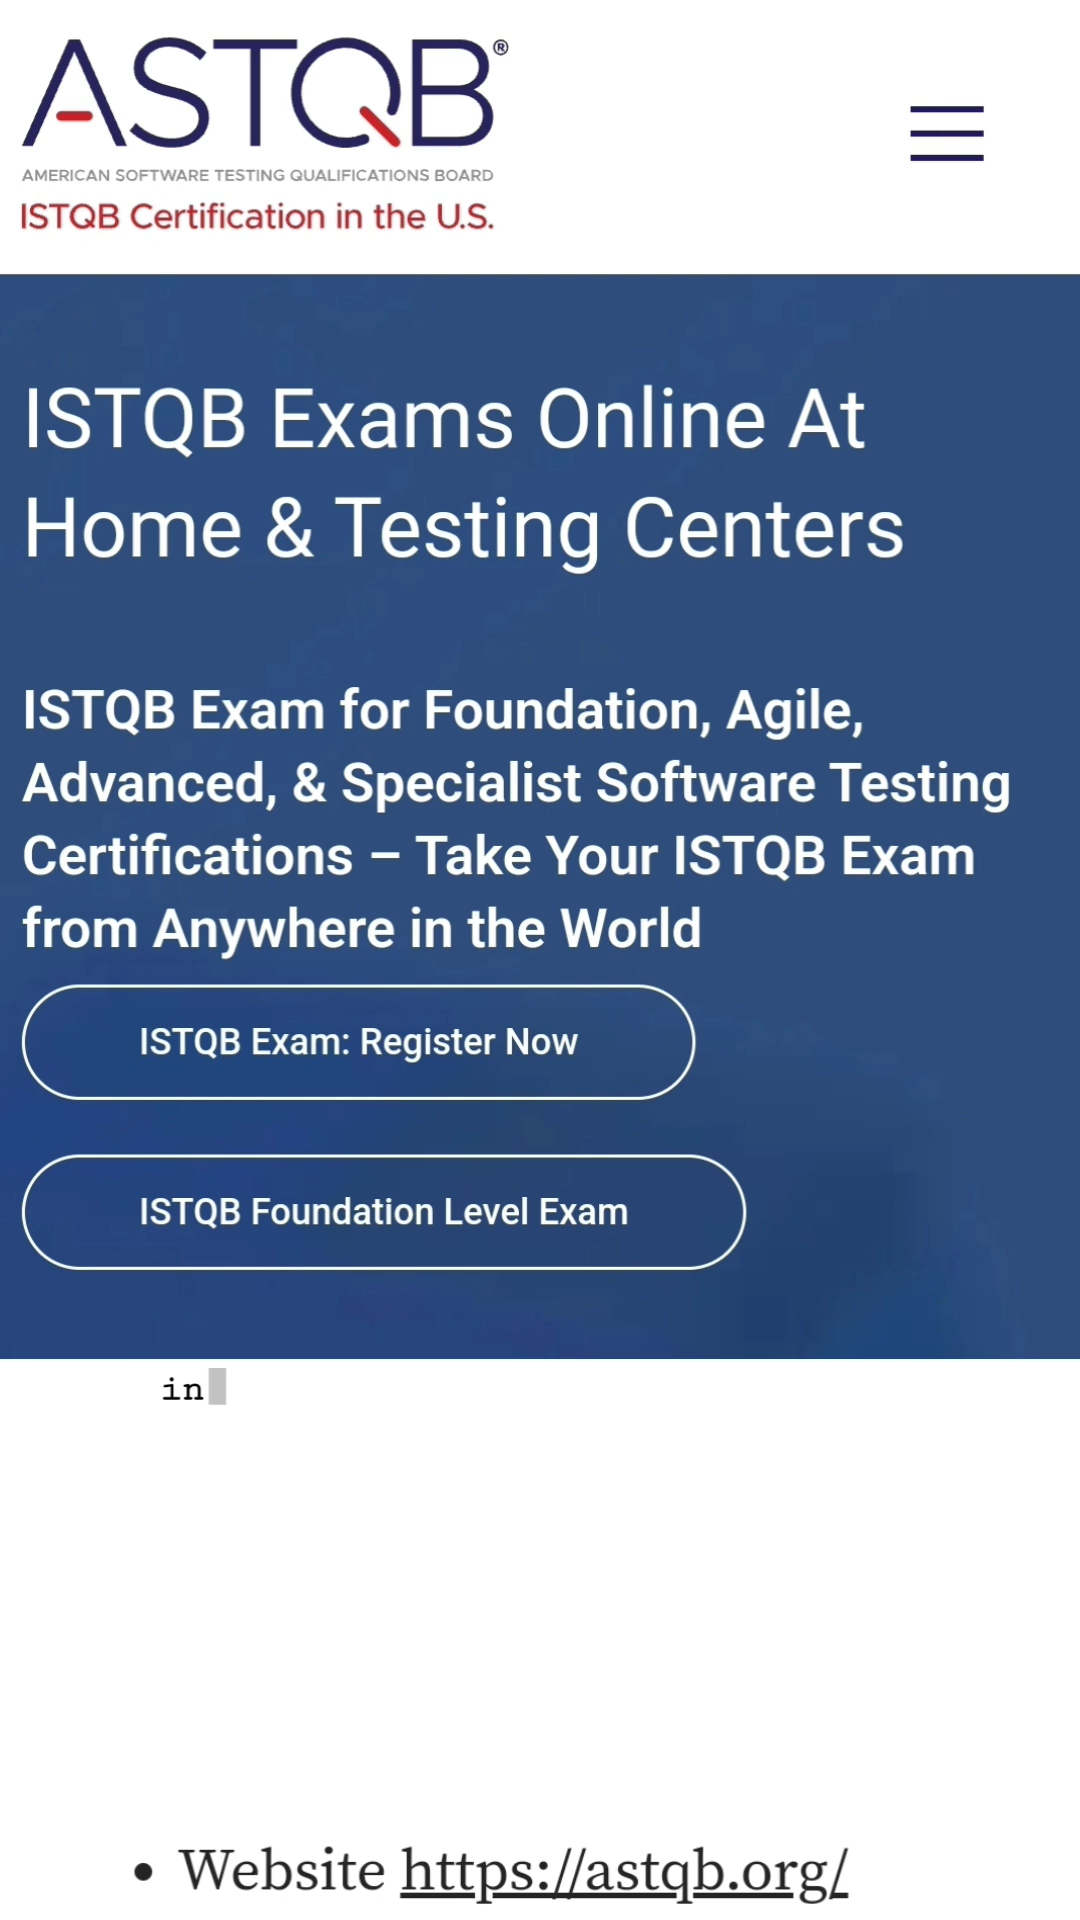 ASTQB®
AMERICAN SOFTWARE TESTING QUALIFICATIONS BOARD
ISTQB Certification in the U.S.
ISTQB Exams Online At
Home & Testing Centers
ISTQB Exam for Foundation, Agile,
Advanced, & Specialist Software Testing
Certifications – Take Your ISTQB Exam
from Anywhere in the World
ISTQB Exam: Register Now
ISTQB Foundation Level Exam
in
• Website https://astqb.org/